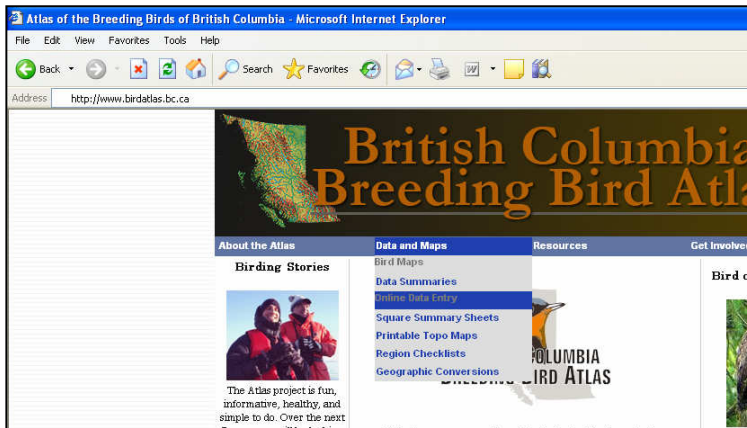 Atlas of the Breeding Birds of British Columbia - Microsoft Internet Explorer
File Edit View Favorites Tools Help
Back Search Favorites
Address http://www.birdatlas.bc.ca
British Columbia
Breeding Bird Atl
About the Atlas Data and Maps Resources Get Involve
Birding Stories
Bird Maps
Data Summaries
Online Data Entry
Square Summary Sheets
Printable Topo Maps
Region Checklists
Geographic Conversions
Bird o
OLUMBIA
BREEDING BIRD ATLAS
The Atlas project is fun,
informative, healthy, and
simple to do. Over the next